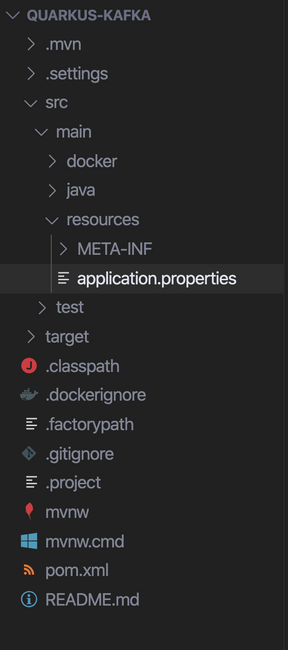 QUARKUS-KAFKA
.mvn
.settings
src
main
docker
java
resources
META-INF
application.properties
test
target
.classpath
.dockerignore
.factorypath
.gitignore
.project
mvnw
mvnw.cmd
pom.xml
README.md